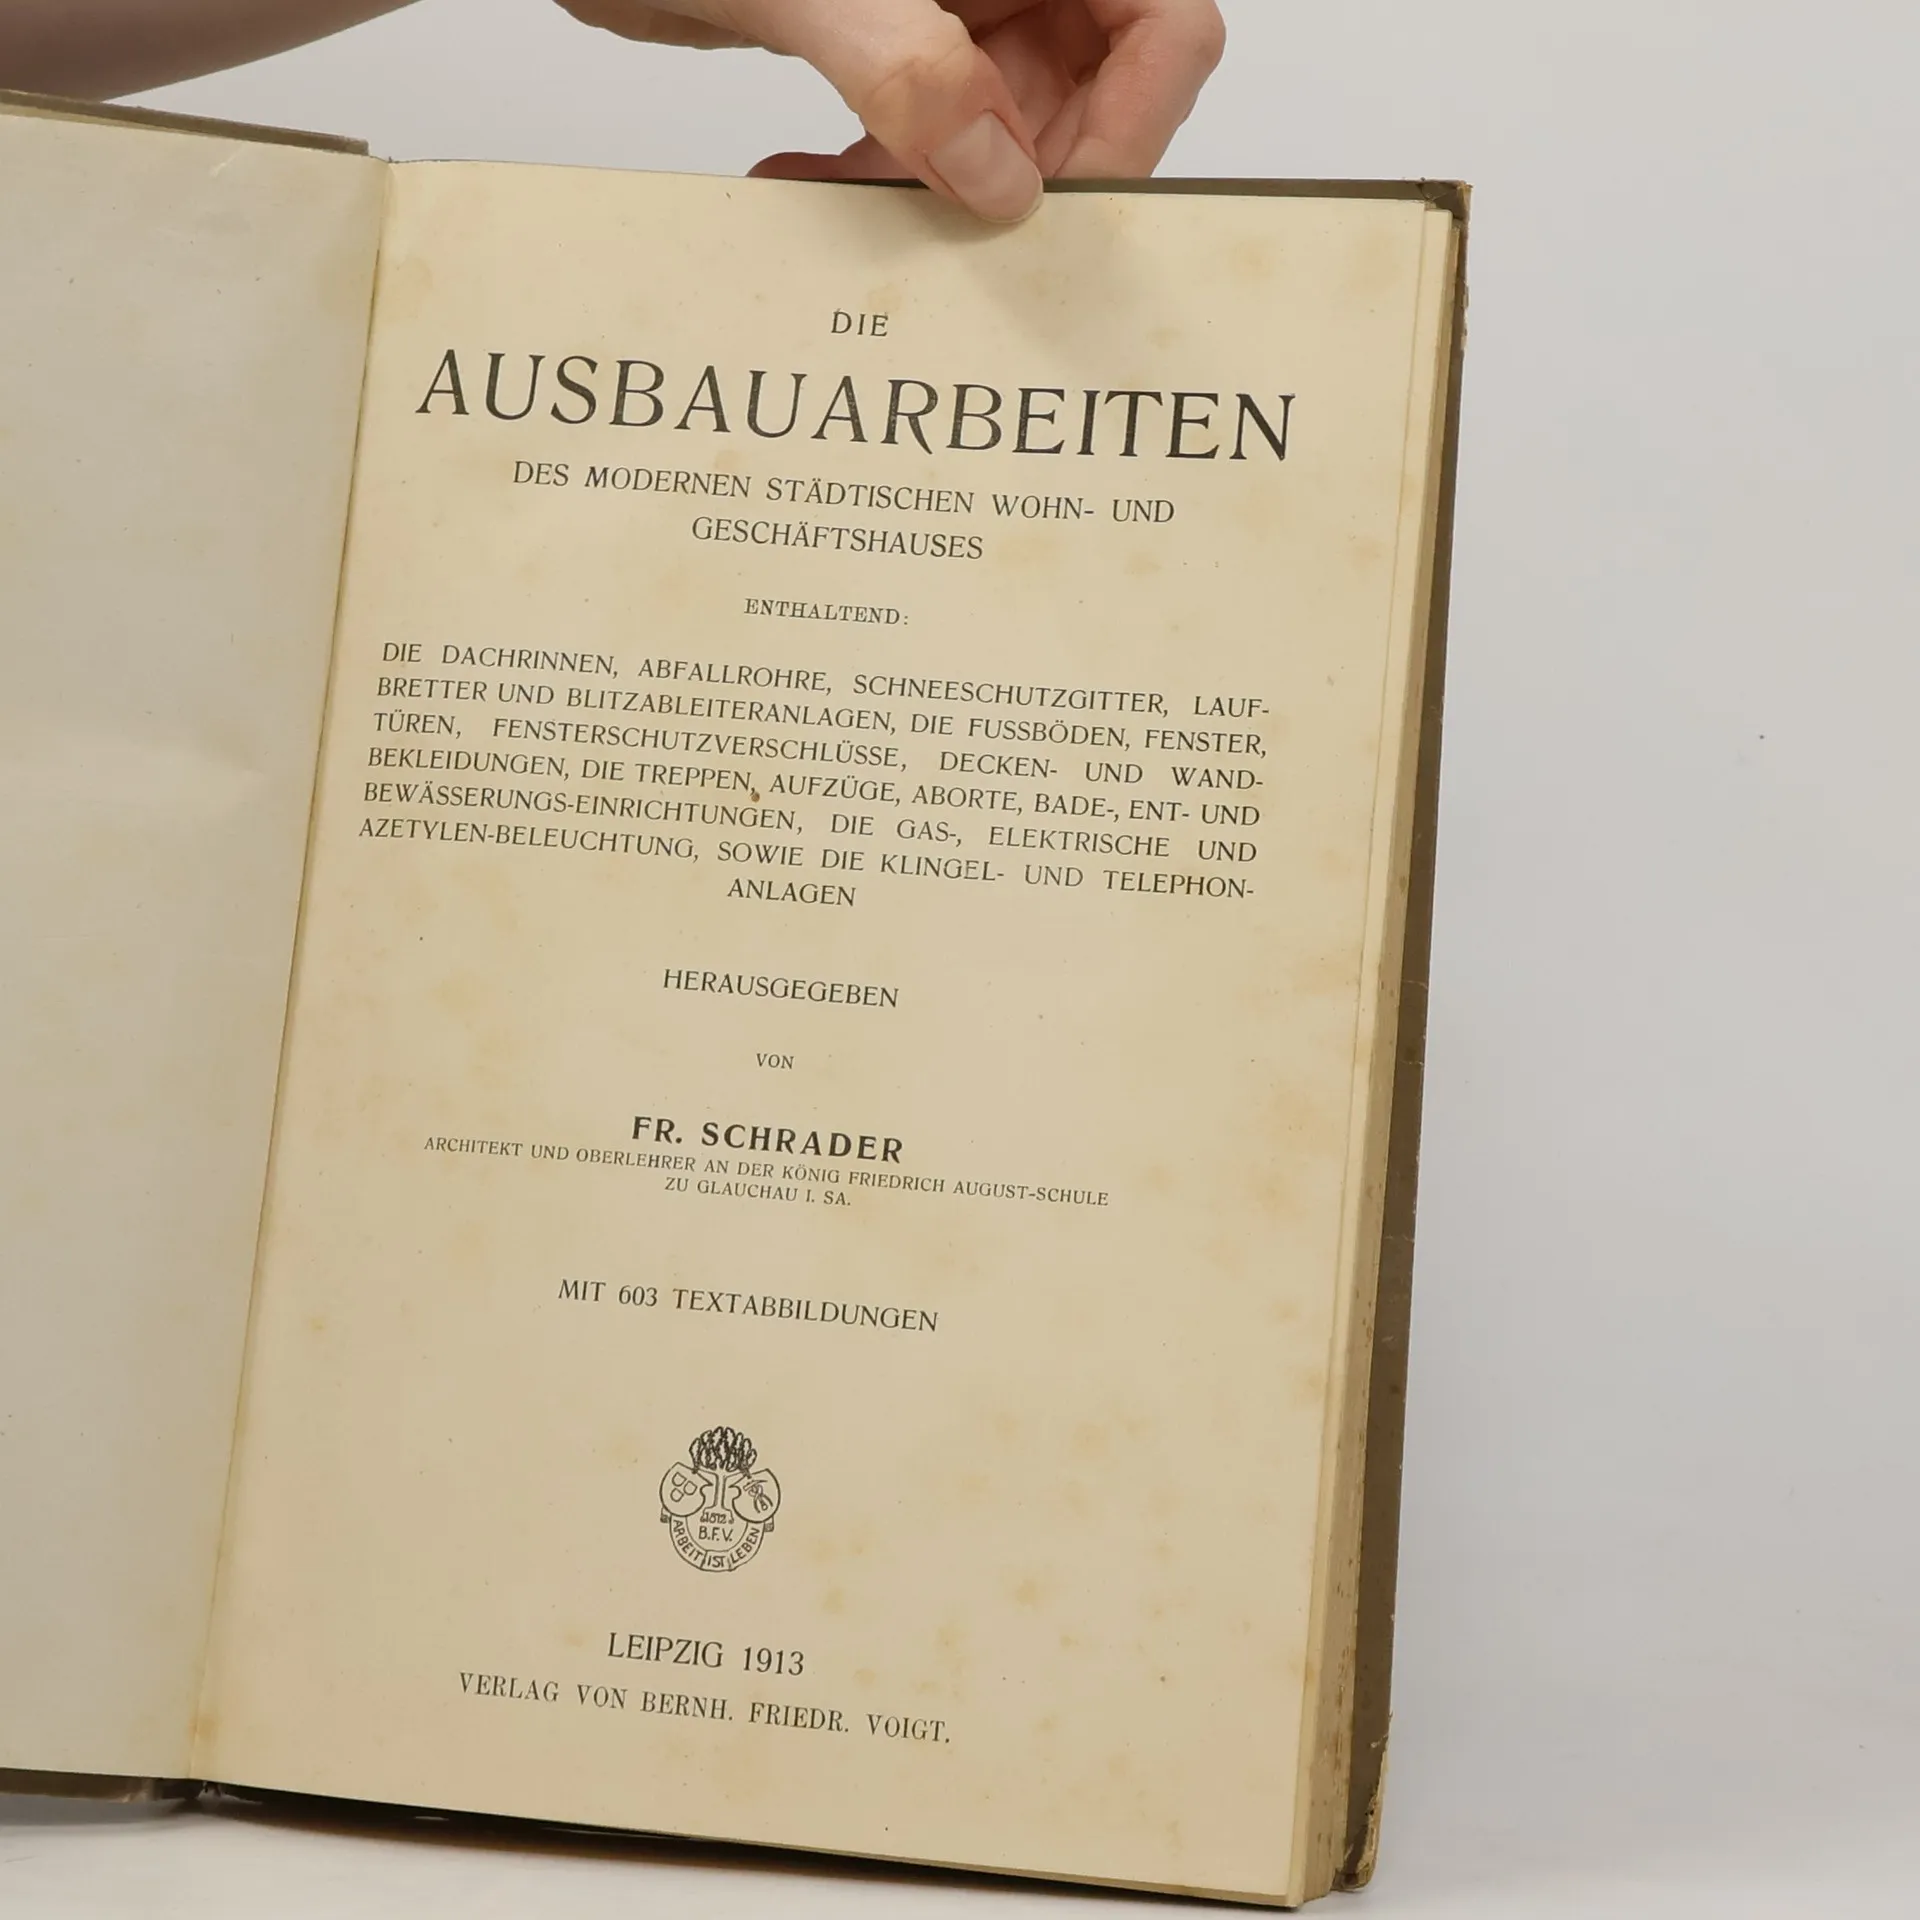 DIE
AUSBAUARBEITEN
DES MODERNEN STÄDTISCHEN WOHN- UND
GESCHÄFTSHAUSES
ENTHALTEND:
DIE DACHRINNEN, ABFALLROHRE, SCHNEESCHUTZGITTER, LAUF-
BRETTER UND BLITZABLEITERANLAGEN, DIE FUSSBÖDEN, FENSTER,
TÜREN, FENSTERSCHUTZVERSCHLÜSSE, DECKEN- UND WAND-
BEKLEIDUNGEN, DIE TREPPEN, AUFZÜGE, ABORTE, BADE-, ENT- UND
BEWÄSSERUNGS-EINRICHTUNGEN, DIE GAS-, ELEKTRISCHE UND
AZETYLEN-BELEUCHTUNG, SOWIE DIE KLINGEL- UND TELEPHON-
ANLAGEN
HERAUSGEGEBEN
VON
FR. SCHRADER
ARCHITEKT UND OBERLEHRER AN DER KÖNIG FRIEDRICH AUGUST-SCHULE
ZU GLAUCHAU I. SA.
MIT 603 TEXTABBILDUNGEN
1812
B.F.V.
ARBEIT IST LEBEN
LEIPZIG 1913
VERLAG VON BERNH. FRIEDR. VOIGT.